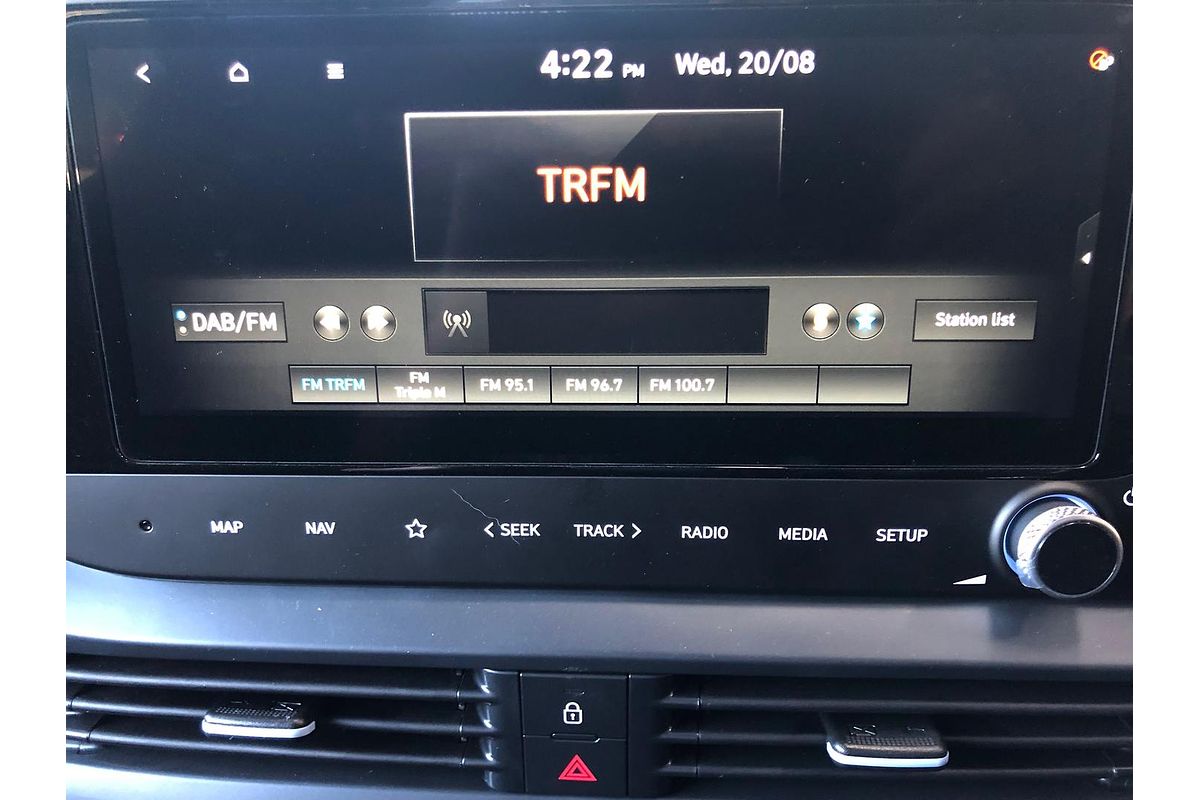 4:22 PM Wed, 20/08
TRFM
DAB/FM
Station list
FM TRFM
FM
Triple M
FM 95.1
FM 96.7
FM 100.7
MAP
NAV
< SEEK
TRACK >
RADIO
MEDIA
SETUP